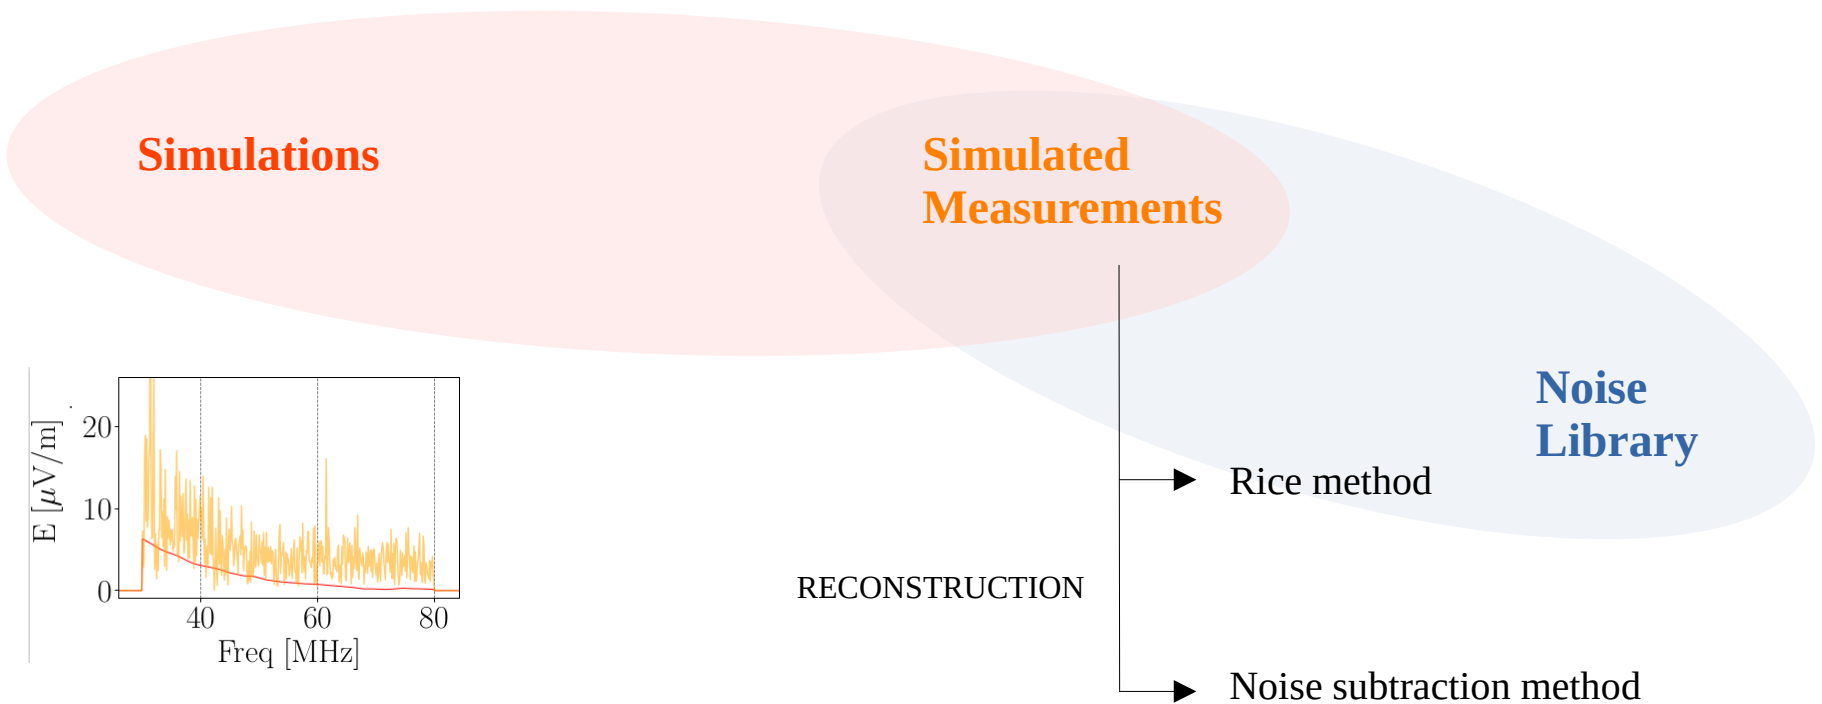 Simulations
Simulated
Measurements
Noise
Library
E [μV/m]
20
10
0
40 60 80
Freq [MHz]
RECONSTRUCTION
Rice method
Noise subtraction method